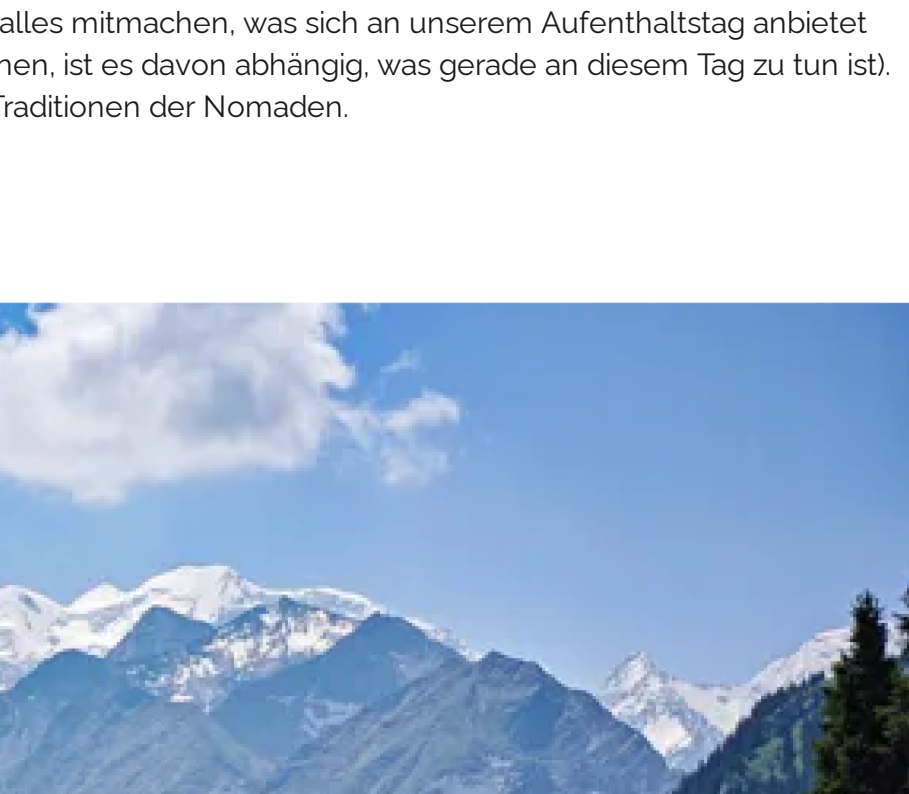 alles mitmachen, was sich an unserem Aufenthaltstag anbietet
nen, ist es davon abhängig, was gerade an diesem Tag zu tun ist).
Traditionen der Nomaden.